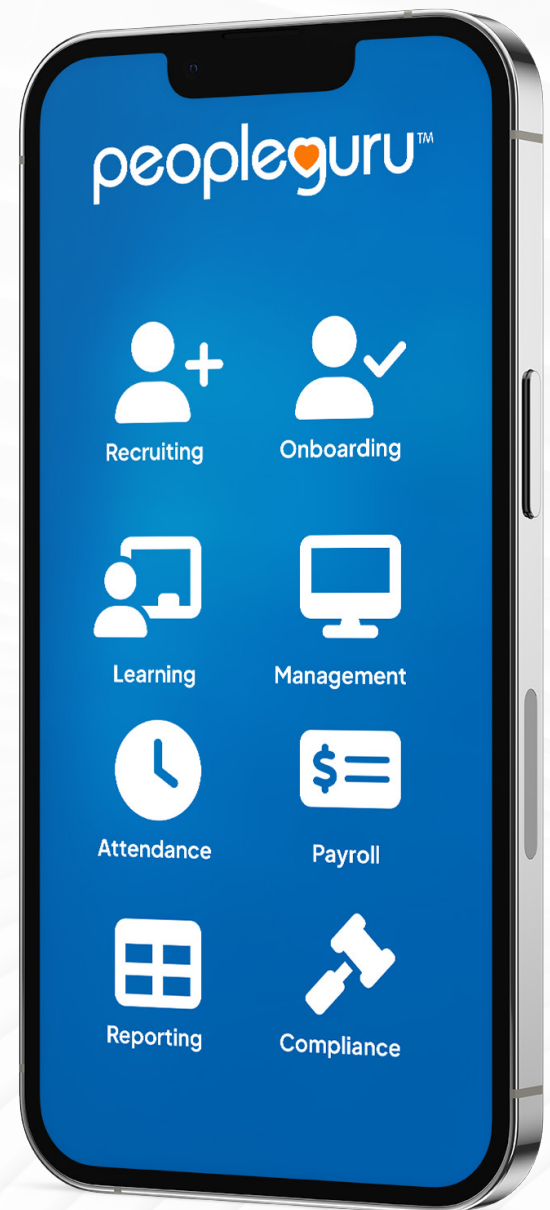 peopleguru™
Recruiting
Onboarding
Learning
Management
Attendance
Payroll
Reporting
Compliance